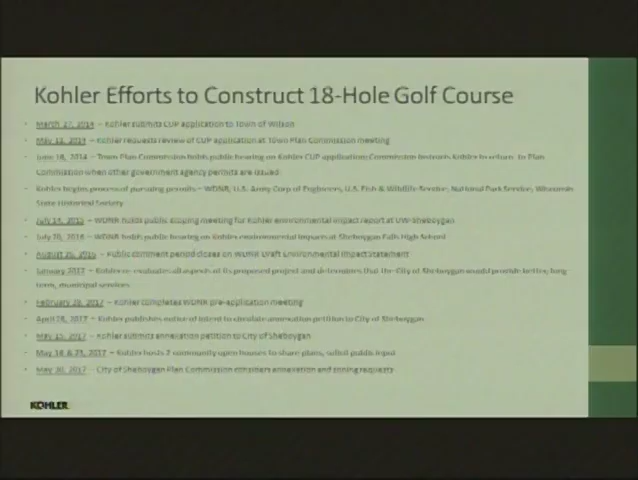 Kohler Efforts to Construct 18-Hole Golf Course
March 27, 2014 – Kohler submits CUP application to Town of Wilson
May 12, 2014 – Kohler requests review of CUP application at Town Plan Commission meeting
June 18, 2014 – Town Plan Commission holds public hearing on Kohler CUP application; Commission instructs Kohler to return to Plan
Commission when other government agency permits are issued
Kohler begins process of pursuing permits – WDNR, U.S. Army Corp of Engineers, U.S. Fish & Wildlife Service, National Park Service, Wisconsin
State Historical Society
July 14, 2015 – WDNR holds public scoping meeting for Kohler environmental impact report at UW-Sheboygan
July 20, 2016 – WDNR holds public hearing on Kohler environmental impacts at Sheboygan Falls High School
August 26, 2016 – Public comment period closes on WDNR Draft Environmental Impact Statement
January 2017 – Kohler re-evaluates all aspects of its proposed project and determines that the City of Sheboygan would provide better, long
term, municipal services
February 28, 2017 – Kohler completes WDNR pre-application meeting
April 18, 2017 – Kohler publishes notice of intent to circulate annexation petition to City of Sheboygan
May 15, 2017 – Kohler submits annexation petition to City of Sheboygan
May 18 & 23, 2017 – Kohler hosts 2 community open houses to share plans, solicit public input
May 30, 2017 – City of Sheboygan Plan Commission considers annexation and zoning requests
KOHLER